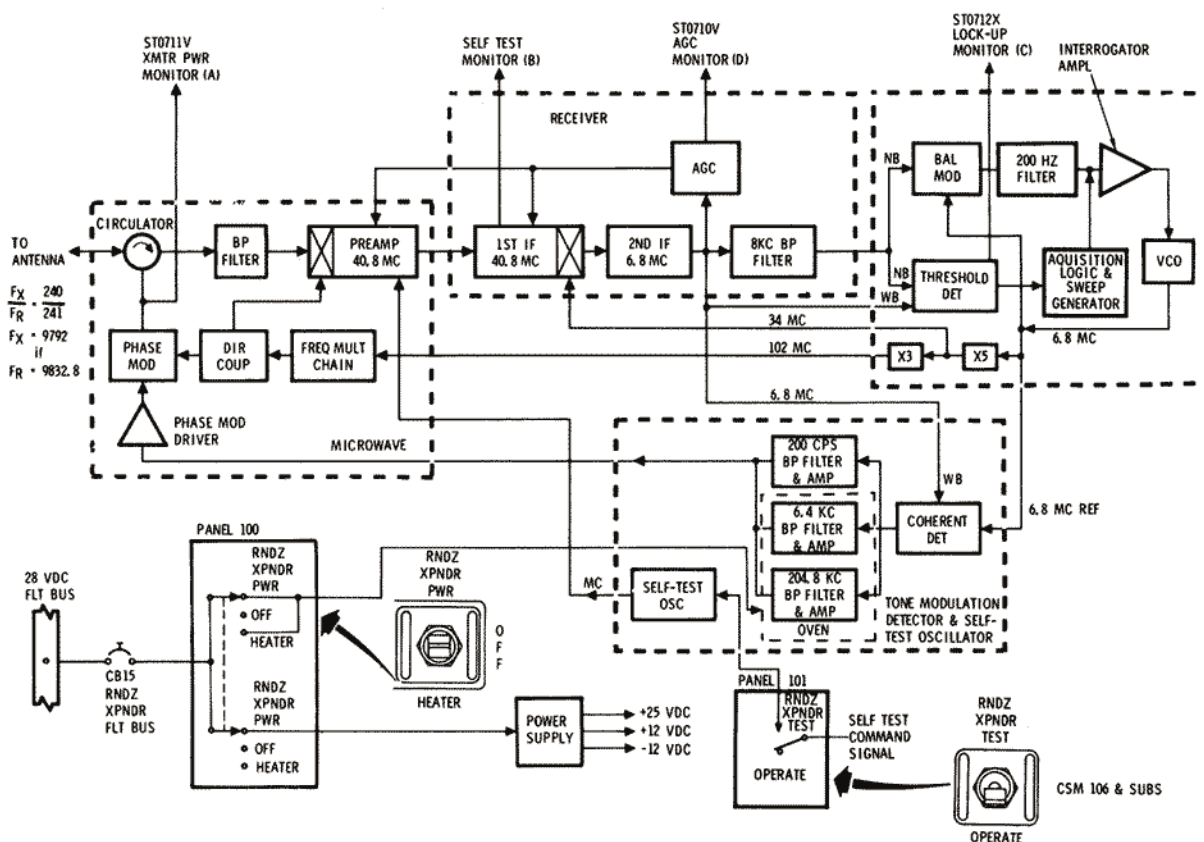 ST0711V
XMTR PWR
MONITOR (A)
SELF TEST
MONITOR (B)
ST0710V
AGC
MONITOR (D)
ST0712X
LOCK-UP
MONITOR (C)
INTERROGATOR
AMPL
RECEIVER
AGC
NB
BAL
MOD
200 HZ
FILTER
CIRCULATOR
TO
ANTENNA
BP
FILTER
PREAMP
40.8 MC
1ST IF
40.8 MC
2ND IF
6.8 MC
8KC BP
FILTER
NB
WB
THRESHOLD
DET
AQUISITION
LOGIC &
SWEEP
GENERATOR
VCO
FX = 240
FR 241
FX = 9792
if
FR = 9832.8
34 MC
6.8 MC
PHASE
MOD
DIR
COUP
FREQ MULT
CHAIN
102 MC
X3
X5
6.8 MC
PHASE MOD
DRIVER
MICROWAVE
200 CPS
BP FILTER
& AMP
WB
6.4 KC
BP FILTER
& AMP
COHERENT
DET
6.8 MC REF
204.8 KC
BP FILTER
& AMP
OVEN
SELF-TEST
OSC
MC
TONE MODULATION
DETECTOR & SELF-
TEST OSCILLATOR
PANEL 100
28 VDC
FLT BUS
RNDZ
XPNDR
PWR
OFF
HEATER
RNDZ
XPNDR
PWR
OFF
HEATER
CB15
RNDZ
XPNDR
FLT BUS
RNDZ
XPNDR
PWR
OFF
HEATER
POWER
SUPPLY
+25 VDC
+12 VDC
-12 VDC
PANEL 101
RNDZ
XPNDR
TEST
OPERATE
SELF TEST
COMMAND
SIGNAL
RNDZ
XPNDR
TEST
OPERATE
CSM 106 & SUBS